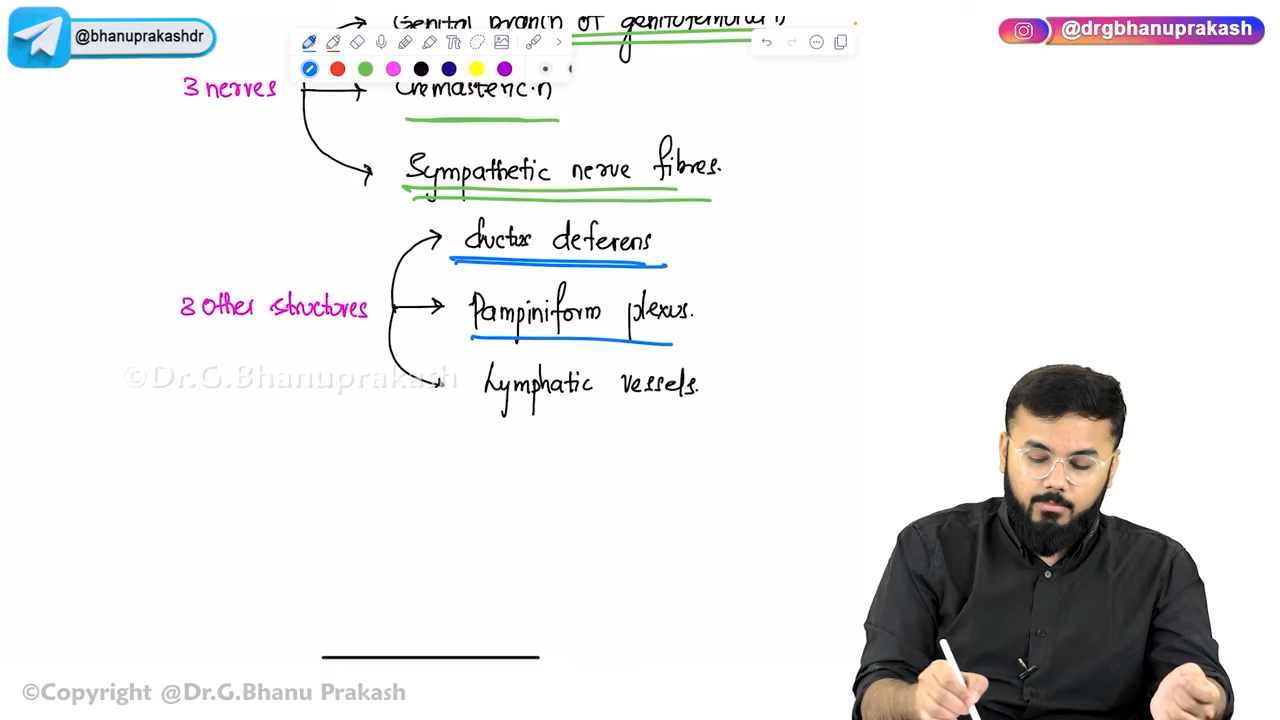 @bhanuprakashdr
Genital branch of genitofemoral n
@drgbhanuprakash
3 nerves
Cremasteric.n
Sympathetic nerve fibres.
ductus deferens
3 Other structures
Pampiniform plexus.
©Dr.G.Bhanuprakash
Lymphatic vessels.
©Copyright @Dr.G.Bhanu Prakash